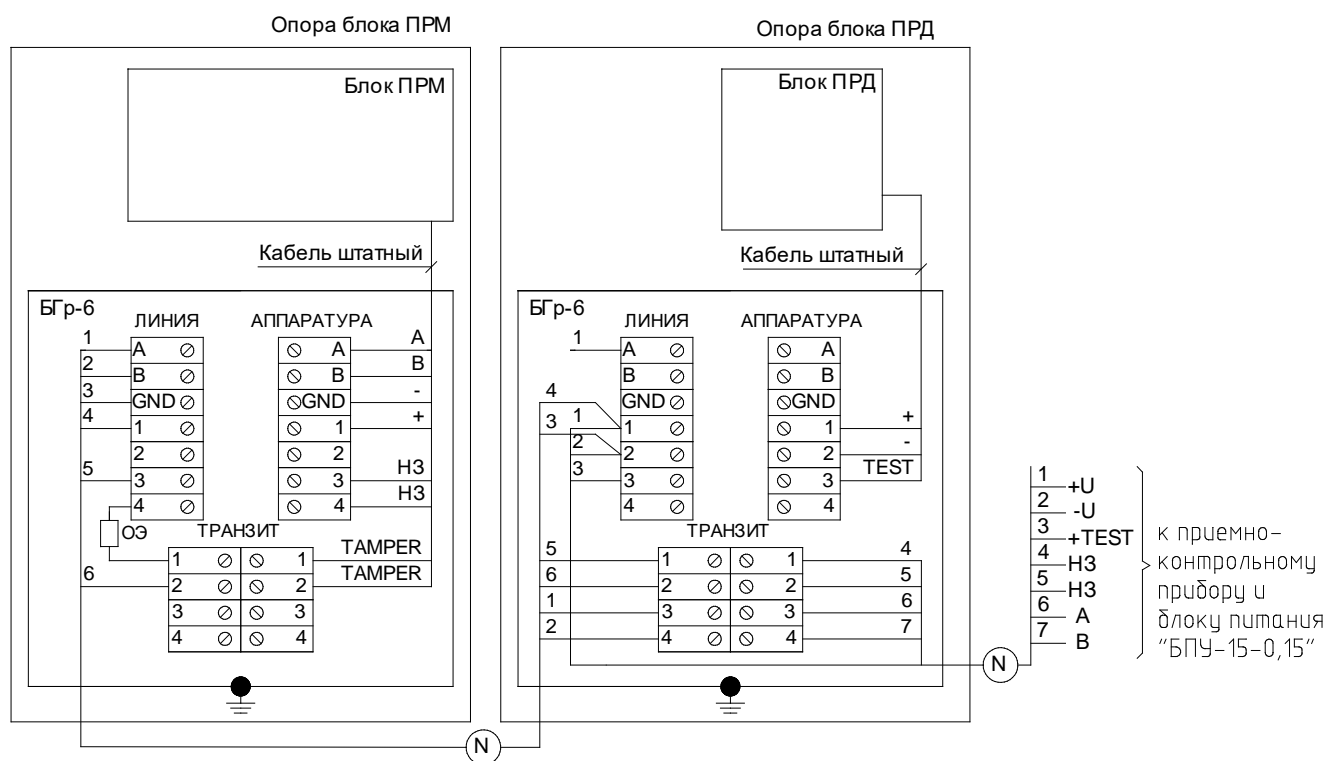 Опора блока ПРМ
Блок ПРМ
Кабель штатный
БГр-6
ЛИНИЯ АППАРАТУРА
1 A A A
2 B B B
3 GND GND -
4 1 1 +
2 2
5 3 3 НЗ
4 4 НЗ
ОЭ
ТРАНЗИТ
1 1 TAMPER
6 2 2 TAMPER
3 3
4 4
N
Опора блока ПРД
Блок ПРД
Кабель штатный
БГр-6
ЛИНИЯ АППАРАТУРА
1 A A
B B
4 GND GND
3 1 1 1 +
2 2 2 -
3 3 3 TEST
4 4
ТРАНЗИТ
5 1 1 4
6 2 2 5
1 3 3 6
2 4 4 7
N
1 +U
2 -U
3 +TEST
4 НЗ
5 НЗ
6 A
7 B
к приемно-
контрольному
прибору и
блоку питания
"БПУ-15-0,15"